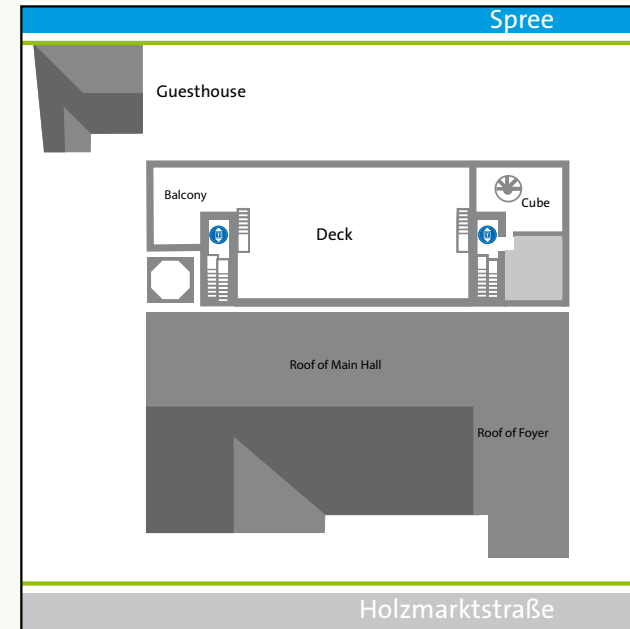 Spree
Guesthouse
Balcony
Cube
Deck
Roof of Main Hall
Roof of Foyer
Holzmarktstraße